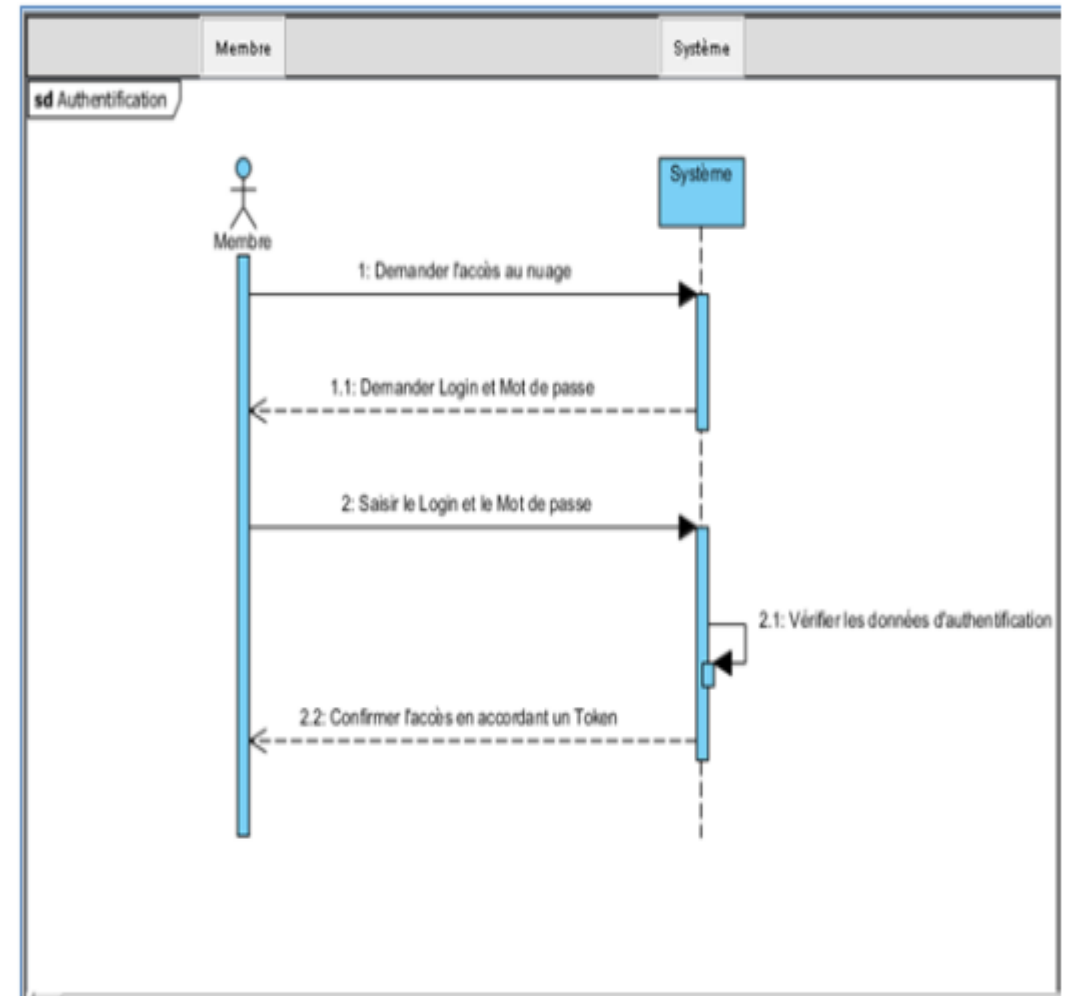 Membre
Système
sd Authentification
Système
Membre
1: Demander l'accès au nuage
1.1: Demander Login et Mot de passe
2: Saisir le Login et le Mot de passe
2.1: Vérifier les données d'authentification
2.2: Confirmer l'accès en accordant un Token